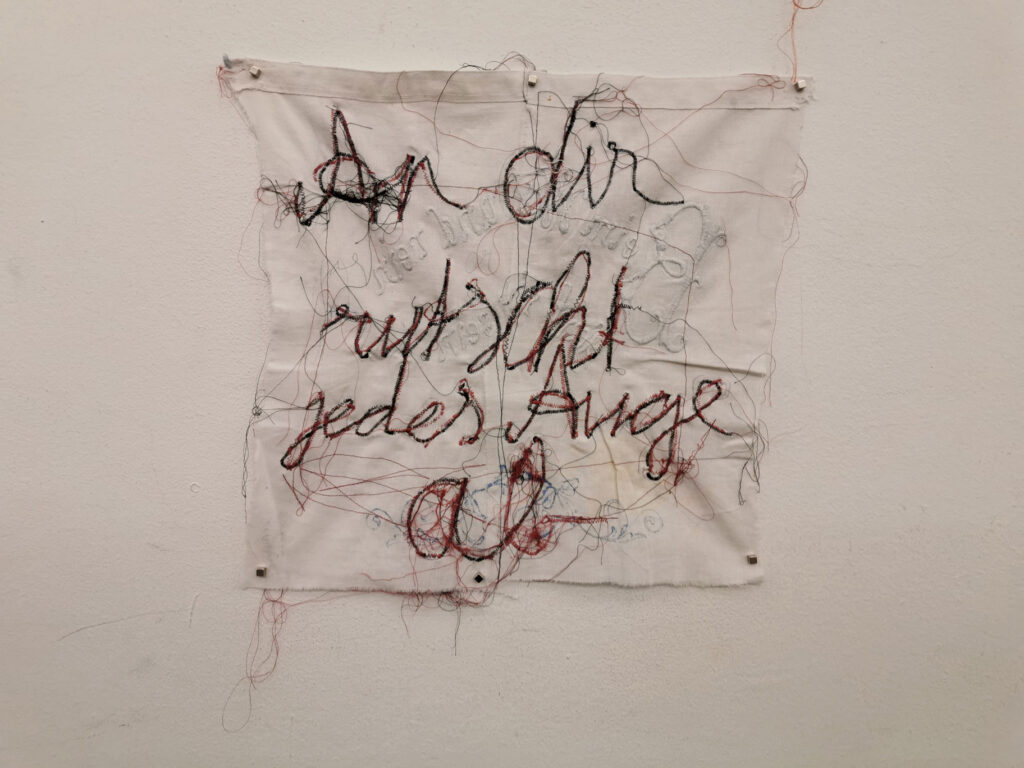 An dir
rutscht
jedes Auge
ab